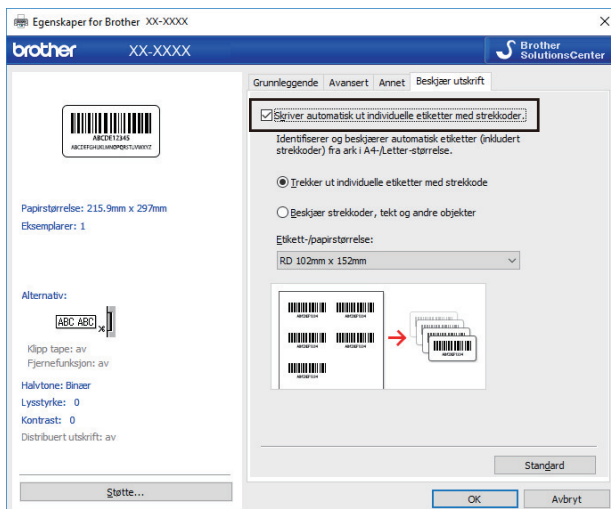 Egenskaper for Brother XX-XXXX
brother XX-XXXX
Brother
SolutionsCenter
Grunnleggende Avansert Annet Beskjær utskrift
Skriver automatisk ut individuelle etiketter med strekkoder.
Identifiserer og beskjærer automatisk etiketter (inkludert
strekkoder) fra ark i A4-/Letter-størrelse.
Trekker ut individuelle etiketter med strekkode
Beskjær strekkoder, tekst og andre objekter
Etikett-/papirstørrelse:
RD 102mm x 152mm
ABCDE12345
Papirstørrelse: 215.9mm x 297mm
Eksemplarer: 1
Alternativ:
ABC ABC
Klipp tape: av
Fjernefunksjon: av
Halvtone: Binær
Lysstyrke: 0
Kontrast: 0
Distribuert utskrift: av
Støtte...
Standard
OK Avbryt